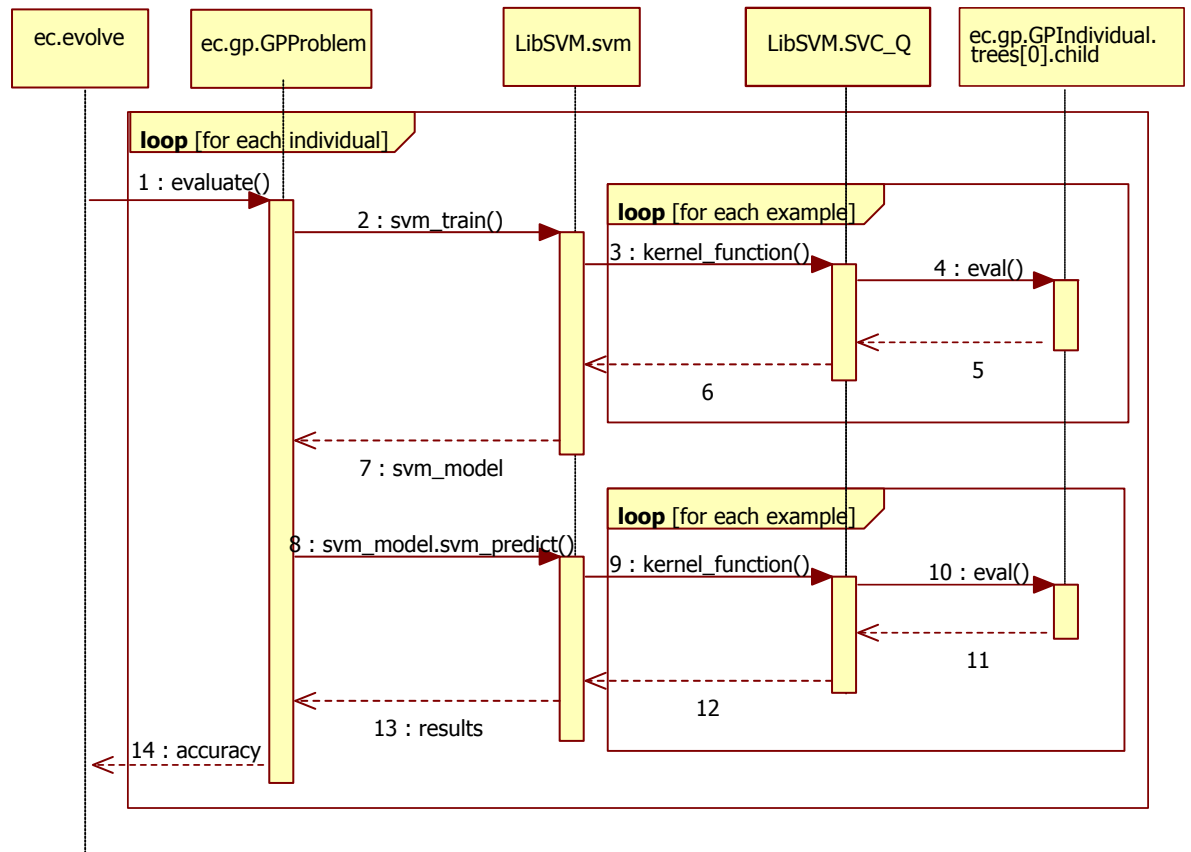 ec.evolve
ec.gp.GPProblem
LibSVM.svm
LibSVM.SVC_Q
ec.gp.GPIndividual.
trees[0].child
loop [for each individual]
1 : evaluate()
loop [for each example]
2 : svm_train()
3 : kernel_function()
4 : eval()
5
6
7 : svm_model
loop [for each example]
8 : svm_model.svm_predict()
9 : kernel_function()
10 : eval()
11
12
13 : results
14 : accuracy